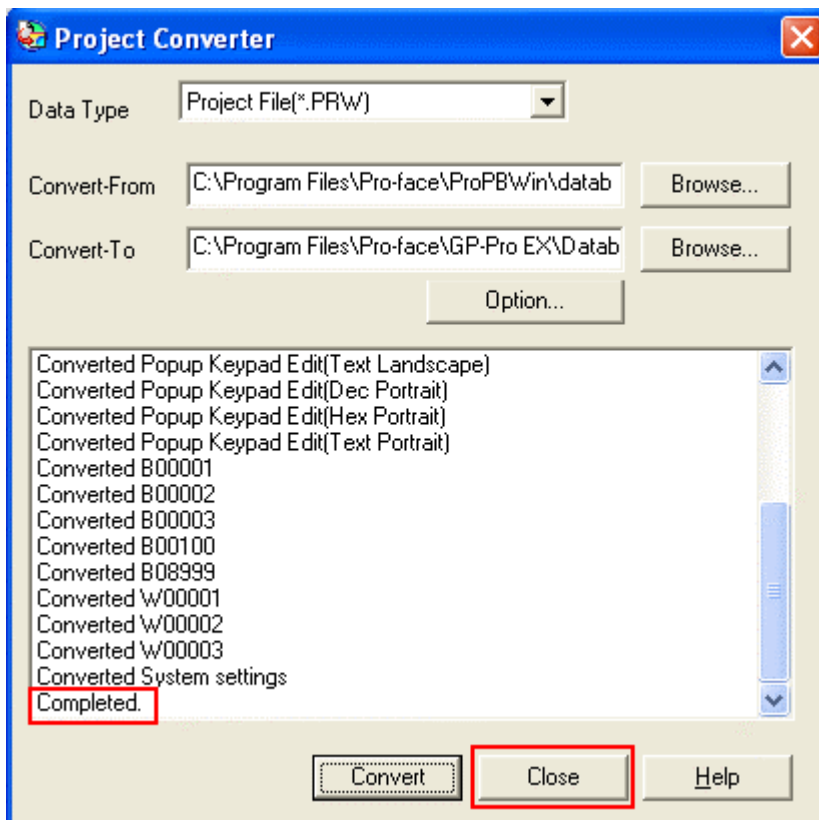 Project Converter
Data Type Project File(*.PRW)
Convert-From C:\Program Files\Pro-face\ProPBWin\datab Browse...
Convert-To C:\Program Files\Pro-face\GP-Pro EX\Datab Browse...
Option...
Converted Popup Keypad Edit(Text Landscape)
Converted Popup Keypad Edit(Dec Portrait)
Converted Popup Keypad Edit(Hex Portrait)
Converted Popup Keypad Edit(Text Portrait)
Converted B00001
Converted B00002
Converted B00003
Converted B00100
Converted B08999
Converted W00001
Converted W00002
Converted W00003
Converted System settings
Completed.
Convert Close Help